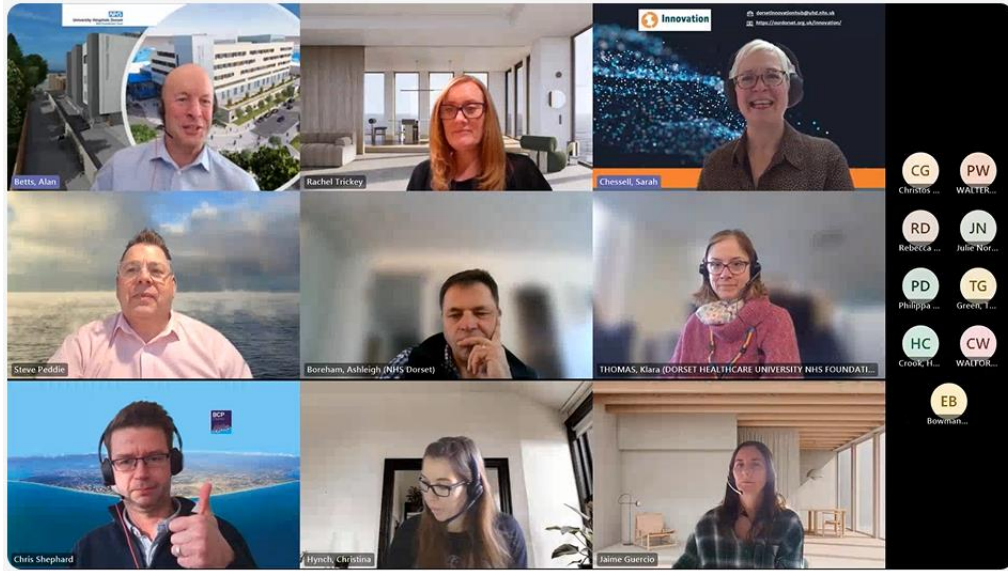 NHS
University Hospitals Dorset
NHS Foundation Trust
Innovation
dorsetinnovationhub@uhd.nhs.uk
https://ourdorset.org.uk/innovation/
Betts, Alan
Rachel Trickey
Chessell, Sarah
CG
PW
Christos ...
WALTER...
RD
JN
Rebecca ...
Julie Nor...
Steve Peddie
Boreham, Ashleigh (NHS Dorset)
THOMAS, Klara (DORSET HEALTHCARE UNIVERSITY NHS FOUNDATI...
PD
TG
Philippa ...
Green, T...
HC
CW
Crook, H...
WALFOR...
EB
Bowman...
BCP
Chris Shephard
Hynch, Christina
Jaime Guercio